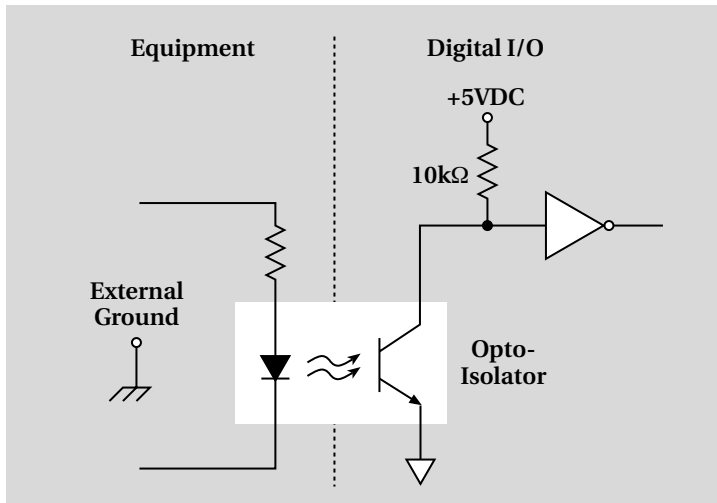 Equipment
Digital I/O
+5VDC
10kΩ
External
Ground
Opto-
Isolator